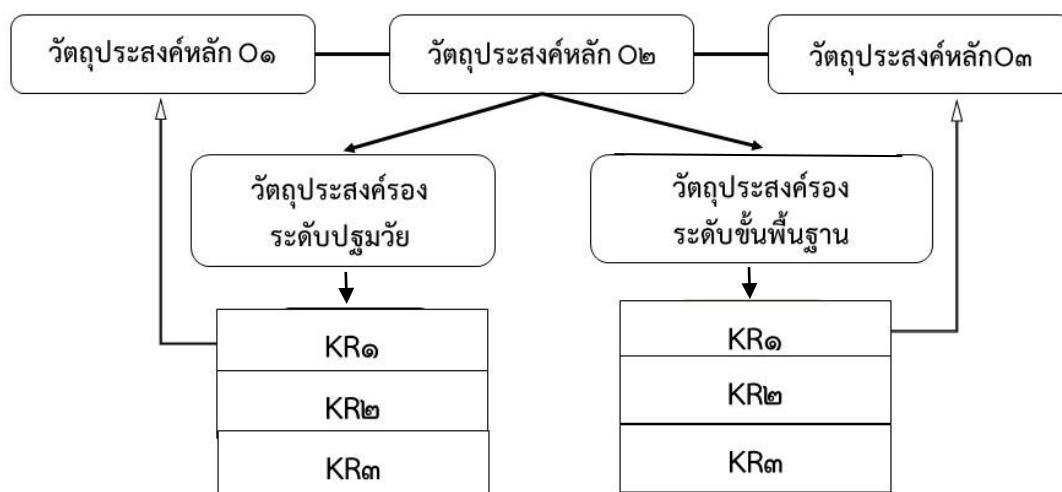 วัตถุประสงค์หลัก O๑
วัตถุประสงค์หลัก O๒
วัตถุประสงค์หลักO๓
วัตถุประสงค์รอง
ระดับปฐมวัย
วัตถุประสงค์รอง
ระดับขั้นพื้นฐาน
KR๑
KR๒
KR๓
KR๑
KR๒
KR๓